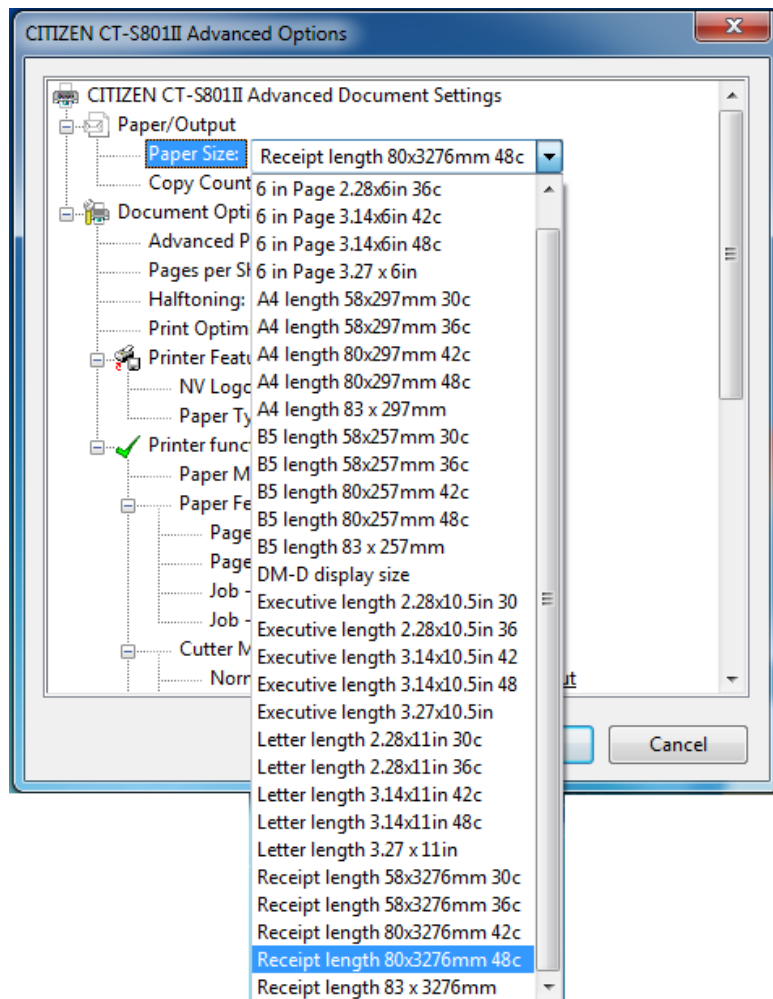 CITIZEN CT-S801II Advanced Options
CITIZEN CT-S801II Advanced Document Settings
Paper/Output
Paper Size: Receipt length 80x3276mm 48c
Copy Count
6 in Page 2.28x6in 36c
Document Opti
6 in Page 3.14x6in 42c
Advanced P
6 in Page 3.14x6in 48c
Pages per Sh
6 in Page 3.27 x 6in
Halftoning:
A4 length 58x297mm 30c
Print Optim
A4 length 58x297mm 36c
Printer Featu
A4 length 80x297mm 42c
NV Logo
A4 length 80x297mm 48c
Paper Ty
A4 length 83 x 297mm
Printer func
B5 length 58x257mm 30c
Paper M
B5 length 58x257mm 36c
Paper Fe
B5 length 80x257mm 42c
Page
B5 length 80x257mm 48c
Page
B5 length 83 x 257mm
Job -
DM-D display size
Job -
Executive length 2.28x10.5in 30
Cutter M
Executive length 2.28x10.5in 36
Executive length 3.14x10.5in 42
Norr
Executive length 3.14x10.5in 48
ut
Executive length 3.27x10.5in
Letter length 2.28x11in 30c
Cancel
Letter length 2.28x11in 36c
Letter length 3.14x11in 42c
Letter length 3.14x11in 48c
Letter length 3.27 x 11in
Receipt length 58x3276mm 30c
Receipt length 58x3276mm 36c
Receipt length 80x3276mm 42c
Receipt length 80x3276mm 48c
Receipt length 83 x 3276mm